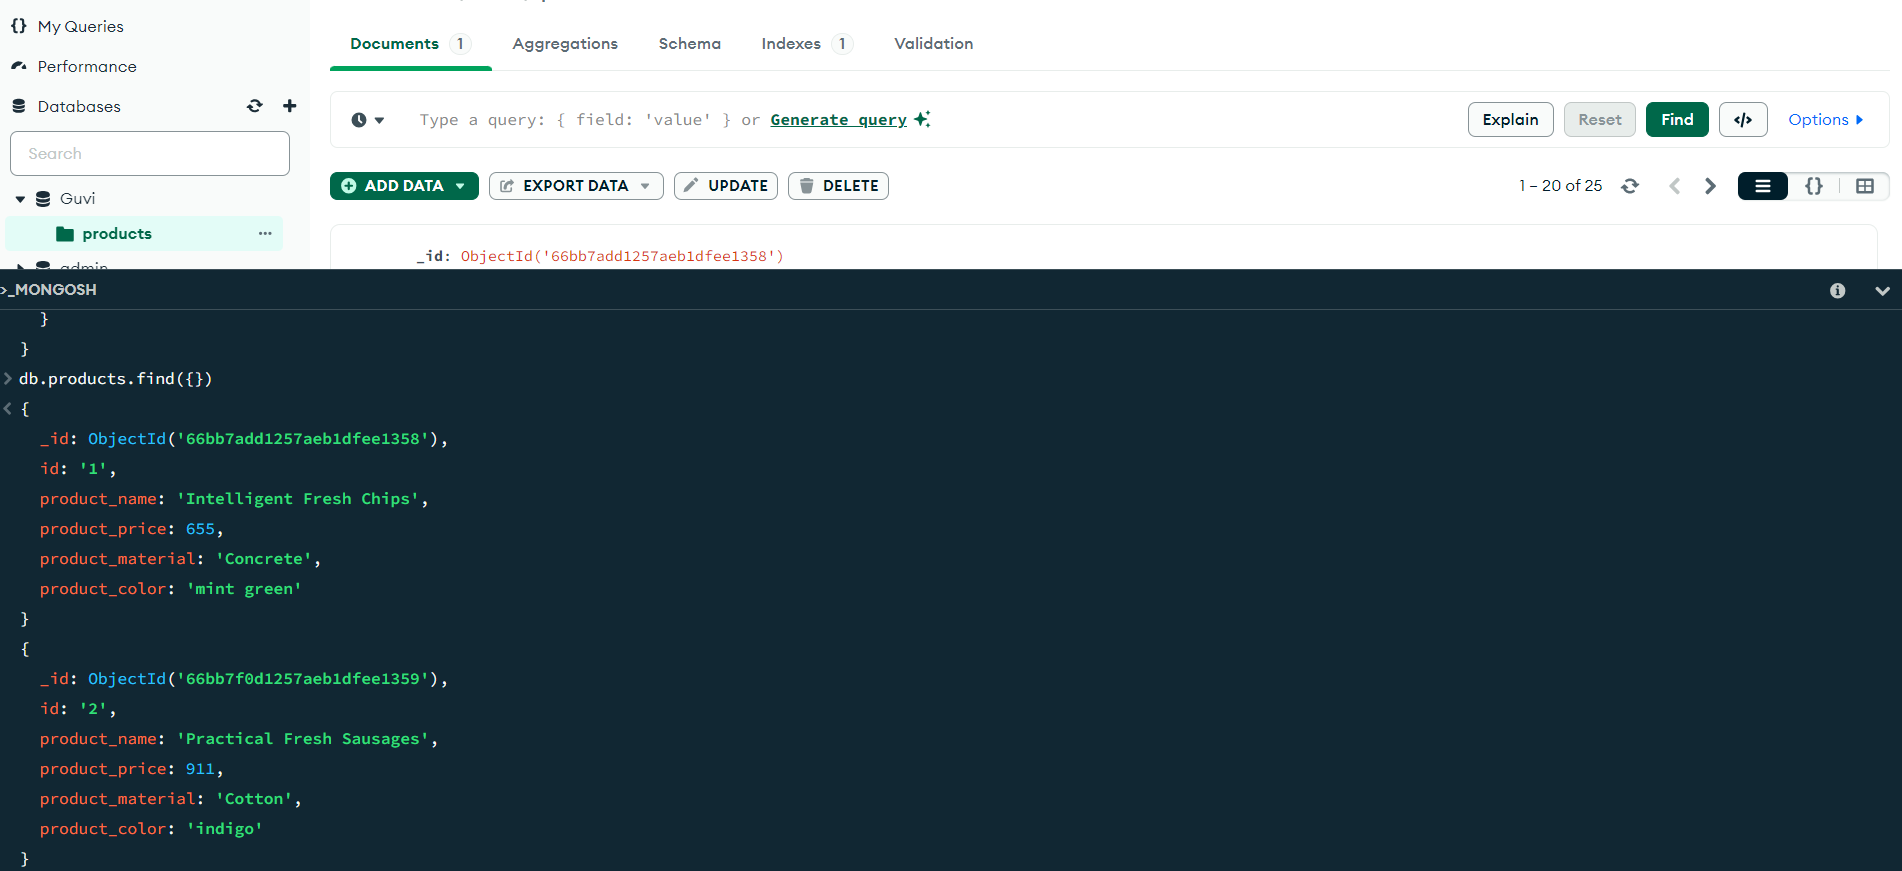 My Queries
Performance
Databases
Search
Guvi
products
admin
Documents 1 Aggregations Schema Indexes 1 Validation
Type a query: { field: 'value' } or Generate query
Explain Reset Find </> Options
ADD DATA EXPORT DATA UPDATE DELETE
1 – 20 of 25 {}
_id: ObjectId('66bb7add1257aeb1dfee1358')
>_MONGOSH
}
}
> db.products.find({})
< {
_id: ObjectId('66bb7add1257aeb1dfee1358'),
id: '1',
product_name: 'Intelligent Fresh Chips',
product_price: 655,
product_material: 'Concrete',
product_color: 'mint green'
}
{
_id: ObjectId('66bb7f0d1257aeb1dfee1359'),
id: '2',
product_name: 'Practical Fresh Sausages',
product_price: 911,
product_material: 'Cotton',
product_color: 'indigo'
}